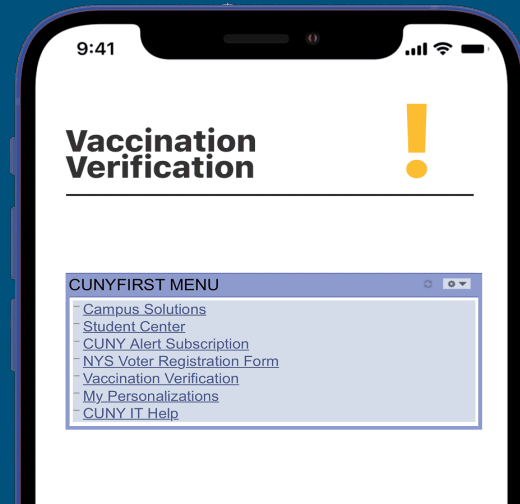 9:41
Vaccination
Verification
!
CUNYFIRST MENU
Campus Solutions
Student Center
CUNY Alert Subscription
NYS Voter Registration Form
Vaccination Verification
My Personalizations
CUNY IT Help